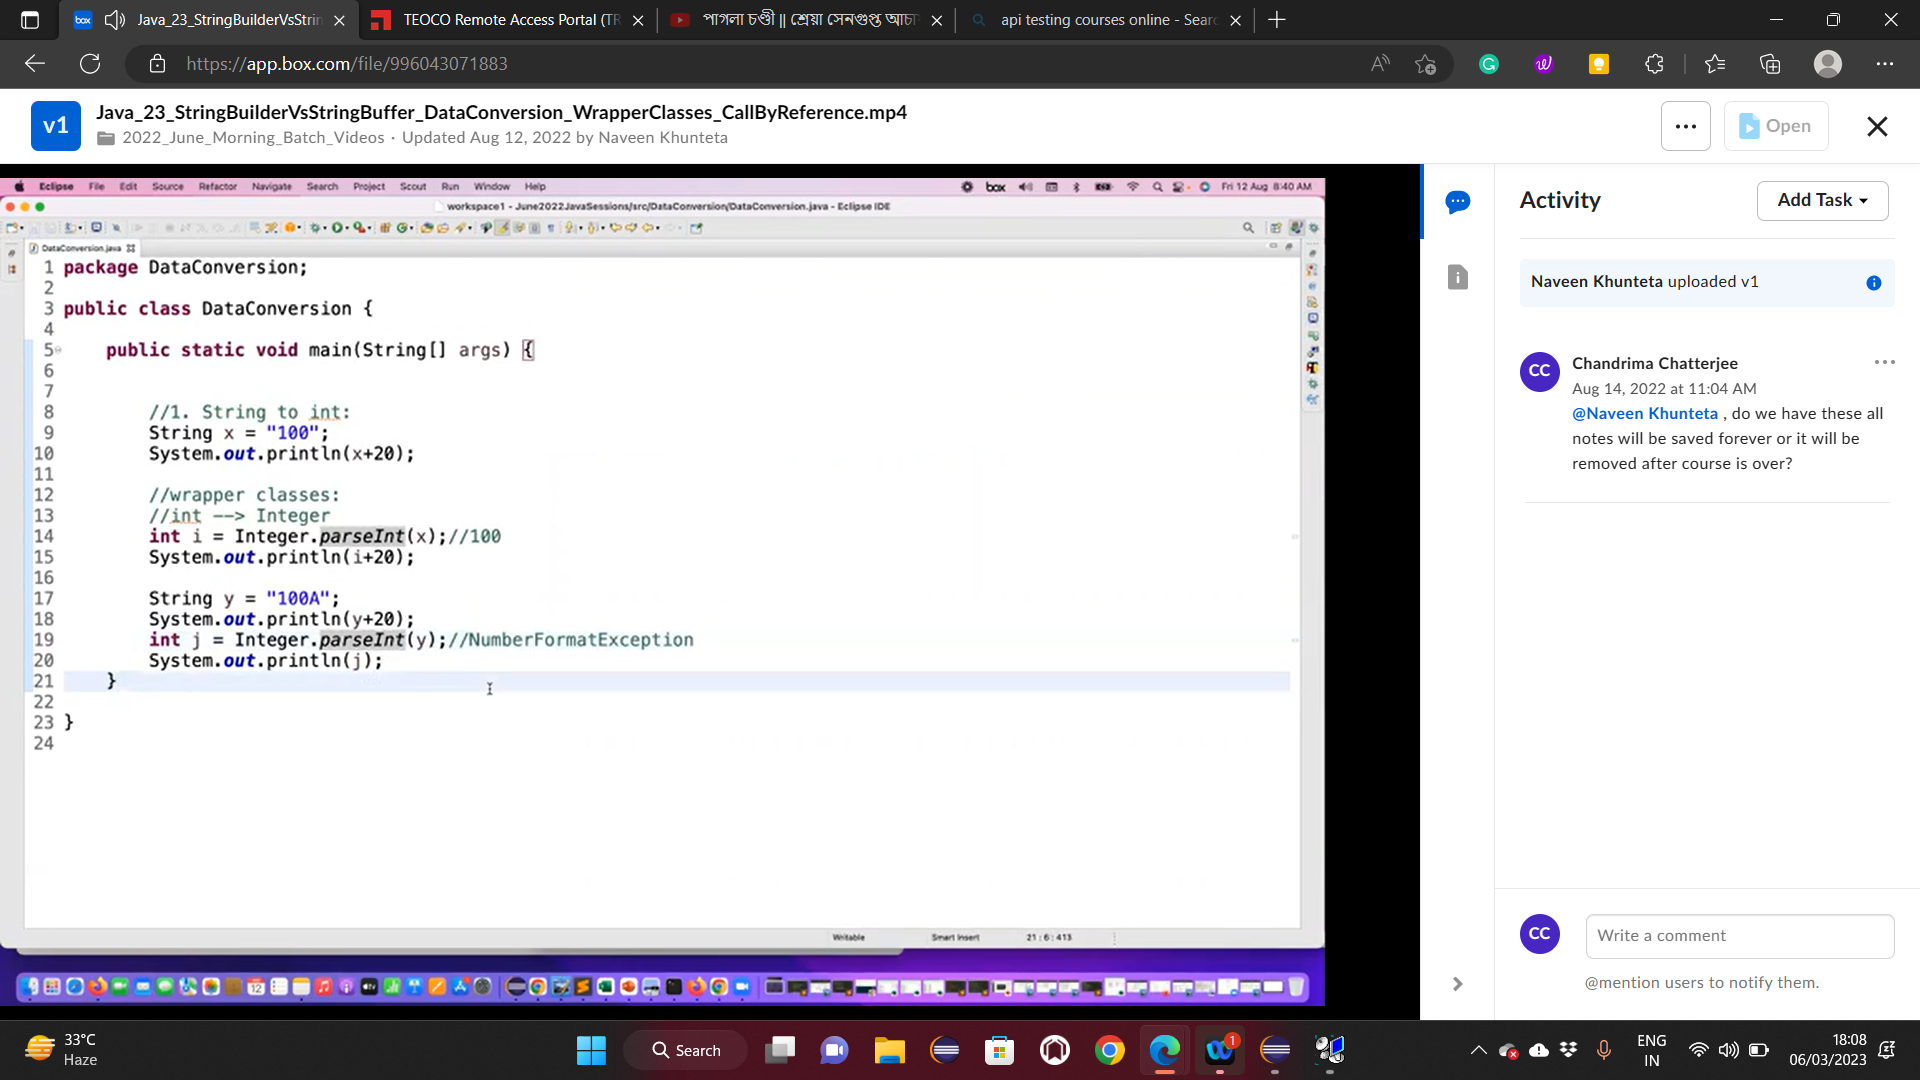 Java_23_StringBuilderVsStrin
TEOCO Remote Access Portal (TR
পাগলা চণ্ডী || শ্রেয়া সেনগুপ্ত আচা
api testing courses online - Searc
https://app.box.com/file/996043071883
v1
Java_23_StringBuilderVsStringBuffer_DataConversion_WrapperClasses_CallByReference.mp4
2022_June_Morning_Batch_Videos · Updated Aug 12, 2022 by Naveen Khunteta
Open
Eclipse File Edit Source Refactor Navigate Search Project Scout Run Window Help
box
Fri 12 Aug 8:40 AM
workspace1 - June2022JavaSessions/src/DataConversion/DataConversion.java - Eclipse IDE
DataConversion.java
1 package DataConversion;
2
3 public class DataConversion {
4
5 public static void main(String[] args) {
6
7
8 //1. String to int:
9 String x = "100";
10 System.out.println(x+20);
11
12 //wrapper classes:
13 //int --> Integer
14 int i = Integer.parseInt(x);//100
15 System.out.println(i+20);
16
17 String y = "100A";
18 System.out.println(y+20);
19 int j = Integer.parseInt(y);//NumberFormatException
20 System.out.println(j);
21 }
22
23 }
24
Writable Smart Insert 21 : 6 : 413
Activity
Add Task
Naveen Khunteta uploaded v1
CC
Chandrima Chatterjee
Aug 14, 2022 at 11:04 AM
@Naveen Khunteta , do we have these all
notes will be saved forever or it will be
removed after course is over?
CC
Write a comment
@mention users to notify them.
33°C
Haze
Search
1
ENG
IN
18:08
06/03/2023